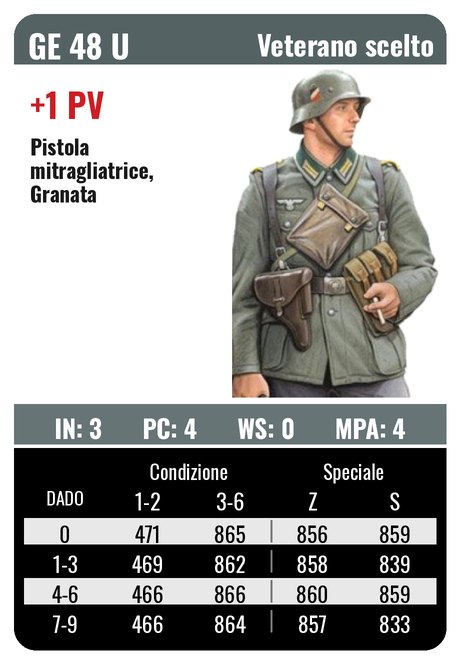 GE 48 U Veterano scelto
+1 PV
Pistola
mitragliatrice,
Granata
IN: 3 PC: 4 WS: 0 MPA: 4
Condizione Speciale
DADO 1-2 3-6 Z S
0 471 865 856 859
1-3 469 862 858 839
4-6 466 866 860 859
7-9 466 864 857 833